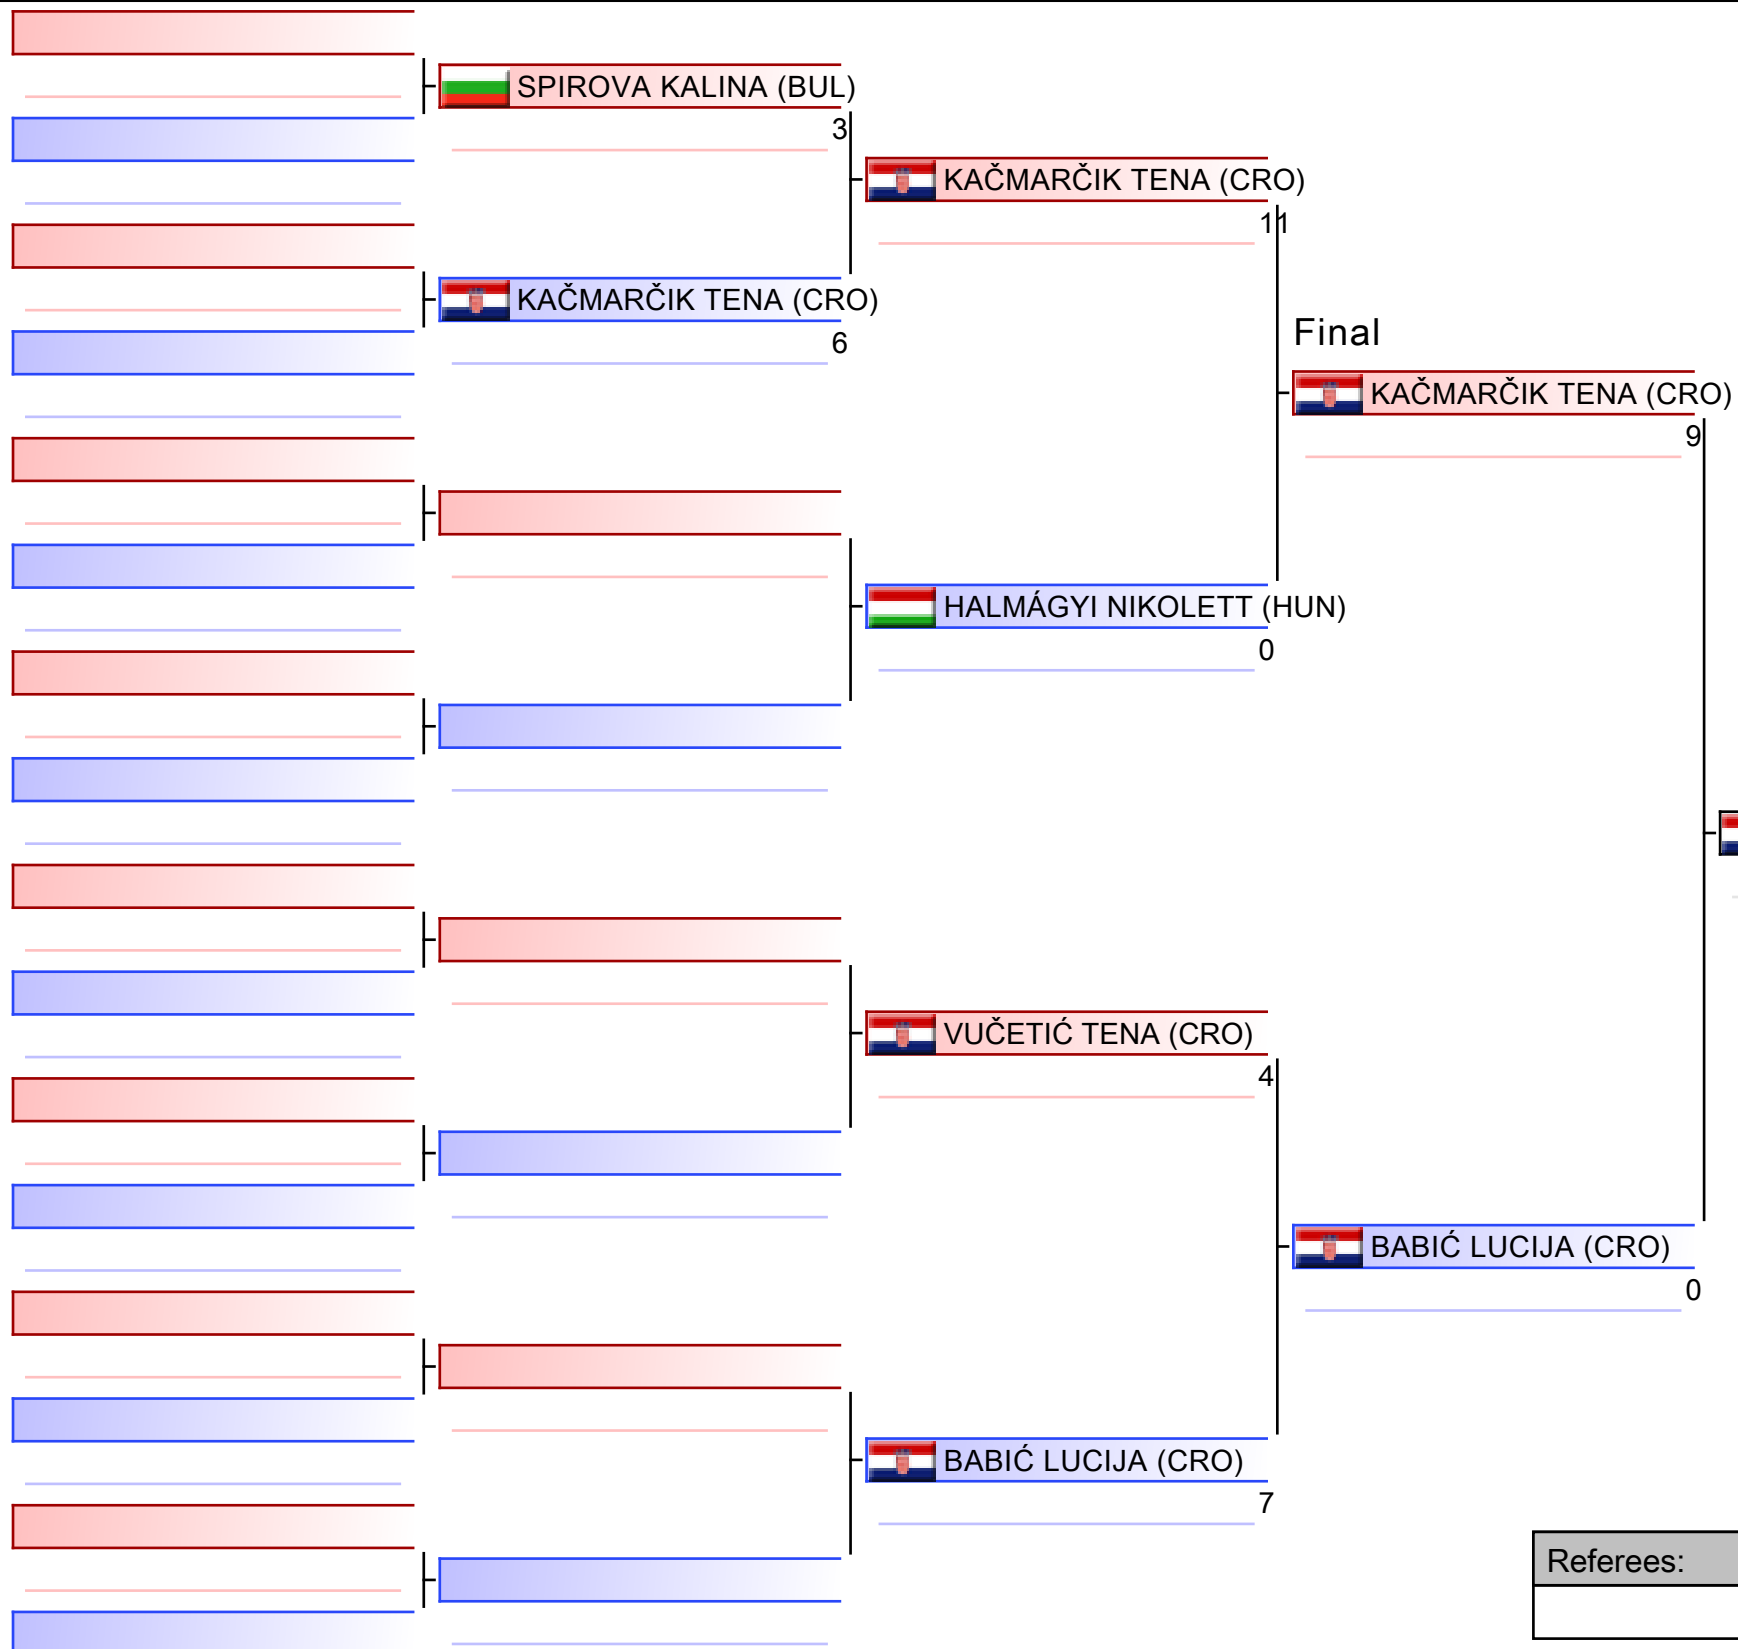 SPIROVA KALINA (BUL)
3
KAČMARČIK TENA (CRO)
11
KAČMARČIK TENA (CRO)
6
Final
KAČMARČIK TENA (CRO)
9
HALMÁGYI NIKOLETT (HUN)
0
VUČETIĆ TENA (CRO)
4
BABIĆ LUCIJA (CRO)
0
BABIĆ LUCIJA (CRO)
7
Referees: